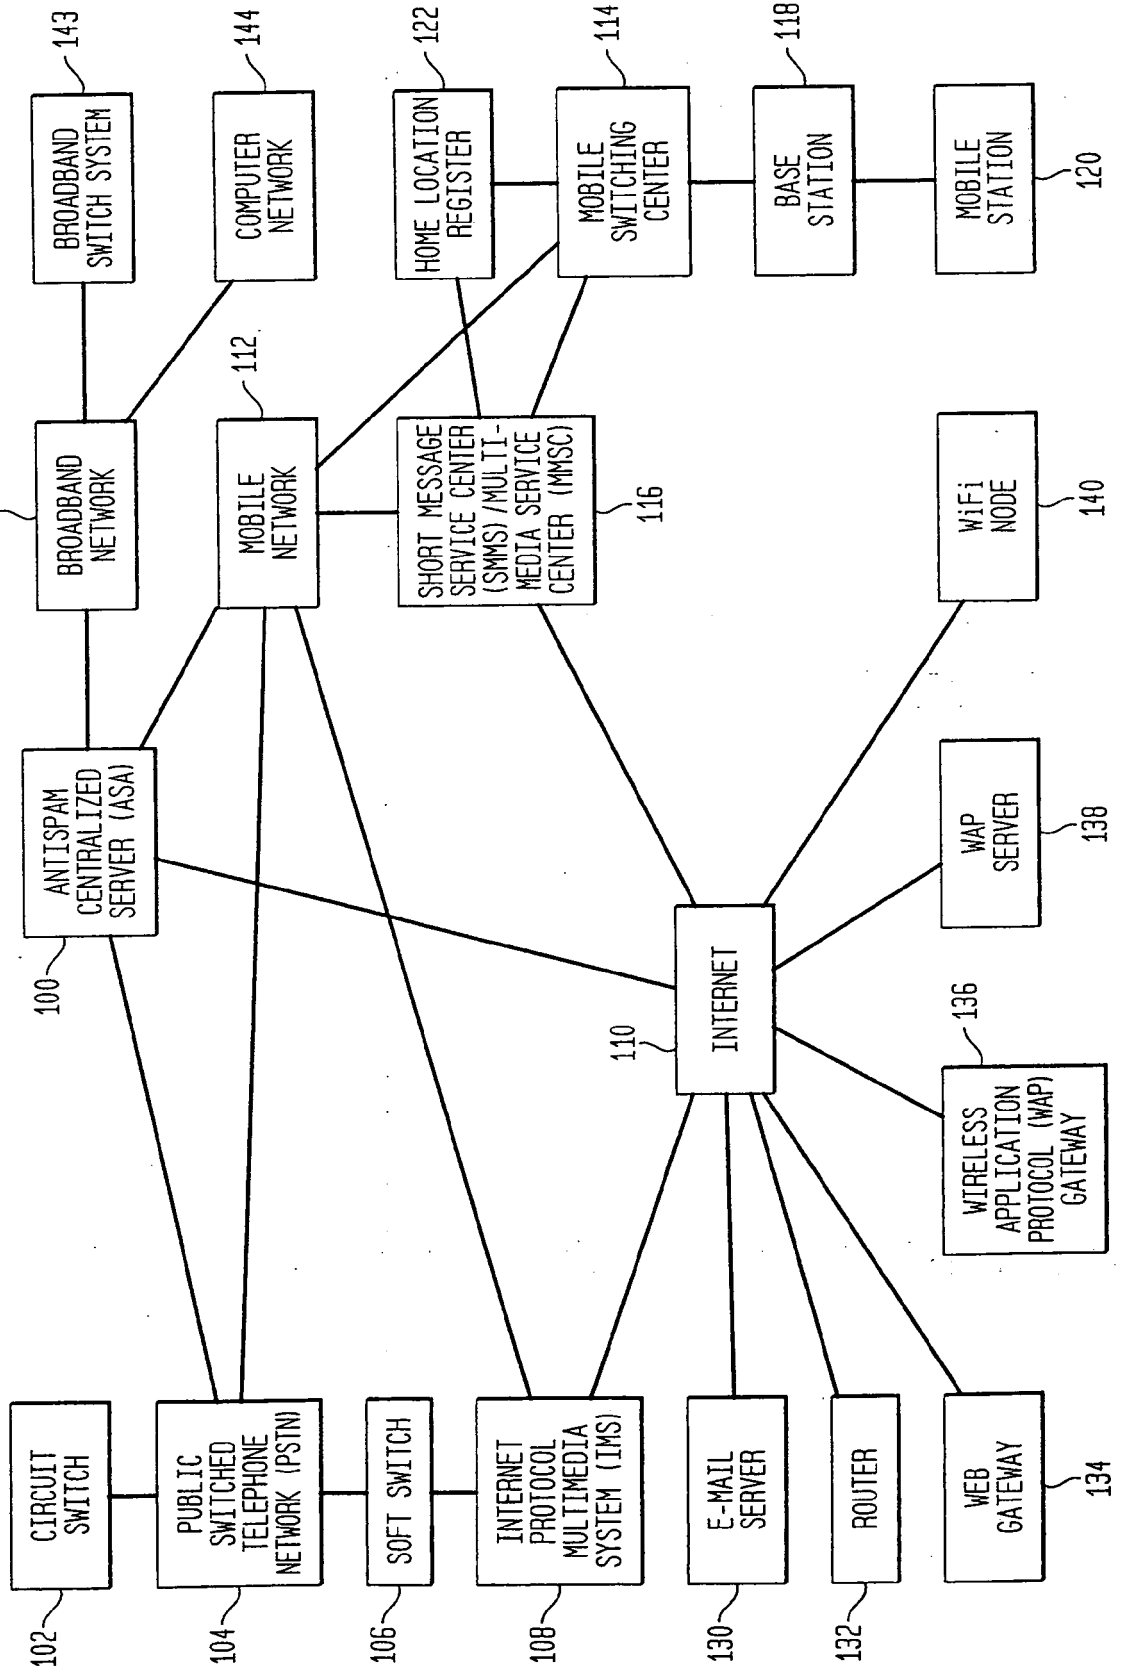 CIRCUIT
SWITCH
102
PUBLIC
SWITCHED
TELEPHONE
NETWORK (PSTN)
104
SOFT SWITCH
106
INTERNET
PROTOCOL
MULTIMEDIA
SYSTEM (IMS)
108
E-MAIL
SERVER
130
ROUTER
132
WEB
GATEWAY
134
ANTISPAM
CENTRALIZED
SERVER (ASA)
100
INTERNET
110
WIRELESS
APPLICATION
PROTOCOL (WAP)
GATEWAY
136
WAP
SERVER
138
WiFi
NODE
140
BROADBAND
NETWORK
MOBILE
NETWORK
112
SHORT MESSAGE
SERVICE CENTER
(SMMS)/MULTI-
MEDIA SERVICE
CENTER (MMSC)
116
BROADBAND
SWITCH SYSTEM
143
COMPUTER
NETWORK
144
HOME LOCATION
REGISTER
122
MOBILE
SWITCHING
CENTER
114
BASE
STATION
118
MOBILE
STATION
120